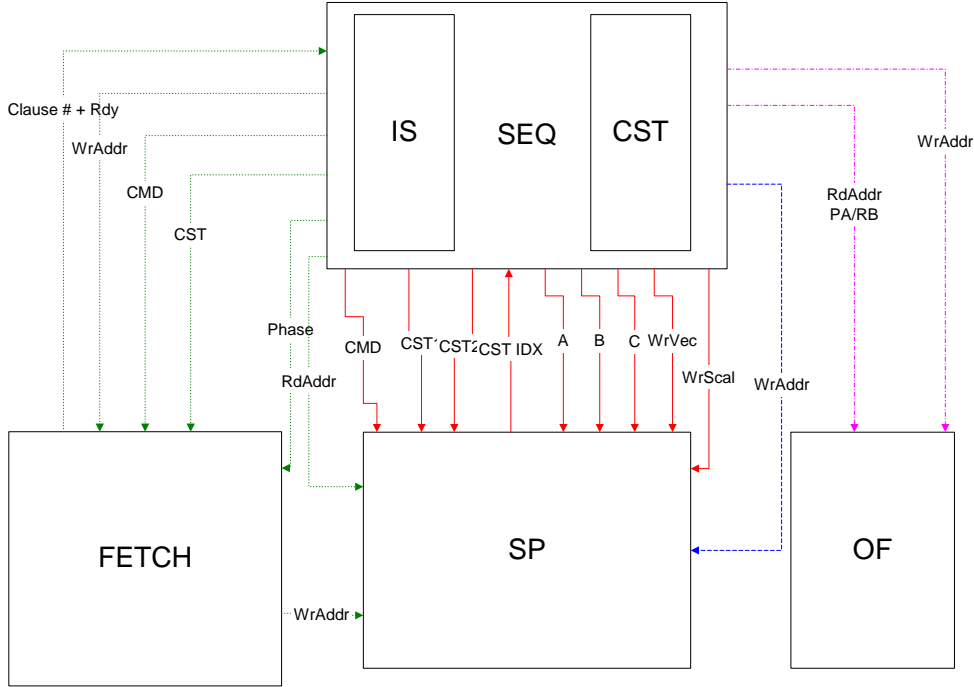 IS
SEQ
CST
Clause # + Rdy
WrAddr
CMD
CST
WrAddr
RdAddr
PA/RB
Phase
RdAddr
CMD
CST1
CST2
CST IDX
A
B
C
WrVec
WrScal
WrAddr
FETCH
SP
OF
WrAddr